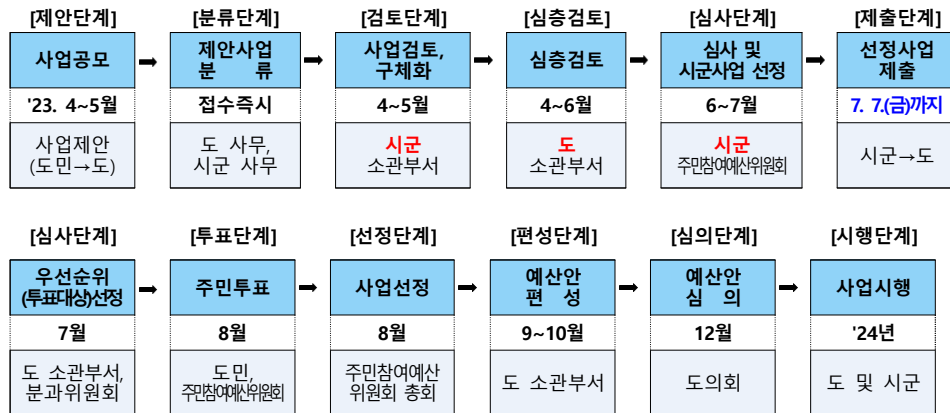 [제안단계] [분류단계] [검토단계] [심층검토] [심사단계] [제출단계]
사업공모 → 제안사업 분류 → 사업검토, 구체화 → 심층검토 → 심사 및 시군사업 선정 → 선정사업 제출
'23. 4~5월 접수즉시 4~5월 4~6월 6~7월 7. 7.(금)까지
사업제안 (도민→도) 도 사무, 시군 사무 시군 소관부서 도 소관부서 시군 주민참여예산위원회 시군→도
[심사단계] [투표단계] [선정단계] [편성단계] [심의단계] [시행단계]
우선순위 (투표대상)선정 → 주민투표 → 사업선정 → 예산안 편 성 → 예산안 심 의 → 사업시행
7월 8월 8월 9~10월 12월 '24년
도 소관부서, 분과위원회 도민, 주민참여예산위원회 주민참여예산 위원회 총회 도 소관부서 도의회 도 및 시군